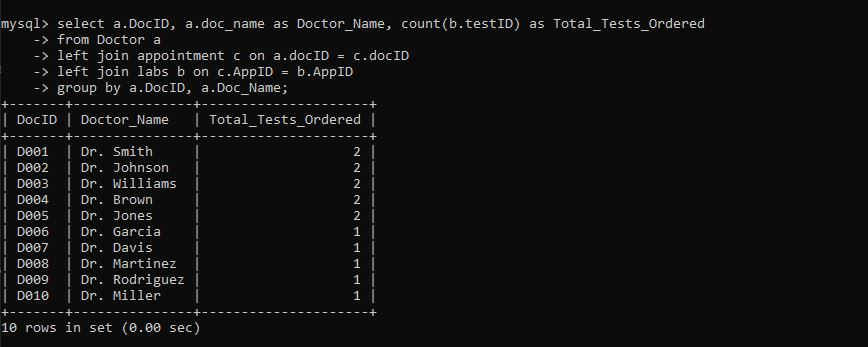 mysql> select a.DocID, a.doc_name as Doctor_Name, count(b.testID) as Total_Tests_Ordered
    -> from Doctor a
    -> left join appointment c on a.docID = c.docID
    -> left join labs b on c.AppID = b.AppID
    -> group by a.DocID, a.Doc_Name;
+-------+---------------+---------------------+
| DocID | Doctor_Name   | Total_Tests_Ordered |
+-------+---------------+---------------------+
| D001  | Dr. Smith     |                   2 |
| D002  | Dr. Johnson   |                   2 |
| D003  | Dr. Williams  |                   2 |
| D004  | Dr. Brown     |                   2 |
| D005  | Dr. Jones     |                   2 |
| D006  | Dr. Garcia    |                   1 |
| D007  | Dr. Davis     |                   1 |
| D008  | Dr. Martinez  |                   1 |
| D009  | Dr. Rodriguez |                   1 |
| D010  | Dr. Miller    |                   1 |
+-------+---------------+---------------------+
10 rows in set (0.00 sec)